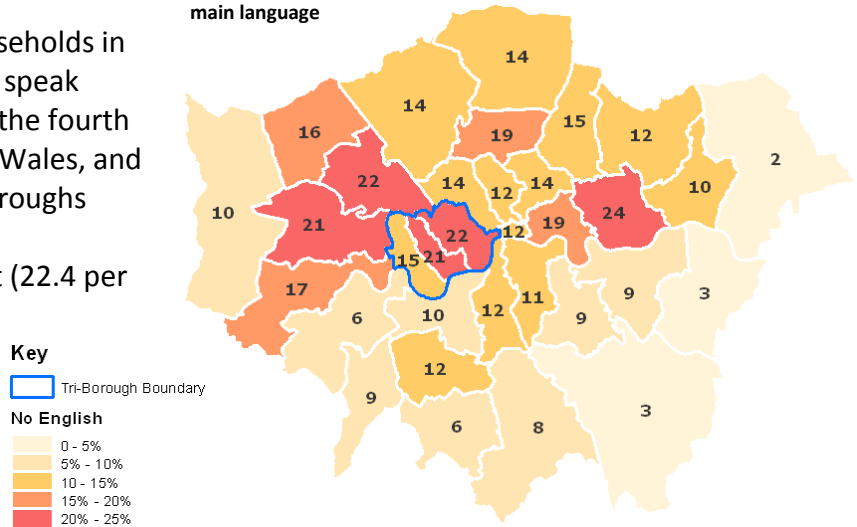 main language
seholds in
speak
the fourth
Wales, and
roughs
(22.4 per
14
14
16
19
15
12
2
22
14
12
14
10
10
21
24
22
12
19
15
21
17
6
10
12
11
9
9
3
12
9
6
8
3
Key
Tri-Borough Boundary
No English
0 - 5%
5% - 10%
10 - 15%
15% - 20%
20% - 25%